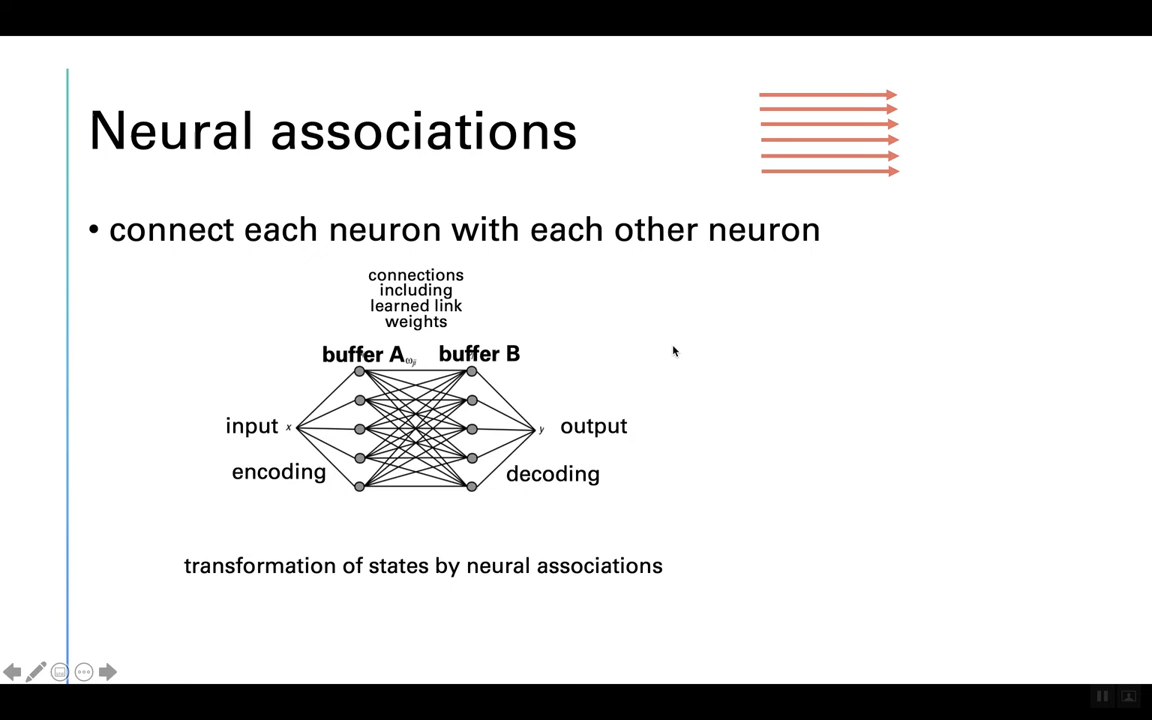 Neural associations
• connect each neuron with each other neuron
connections
including
learned link
weights
buffer A ωji buffer B
input x
y output
encoding
decoding
transformation of states by neural associations